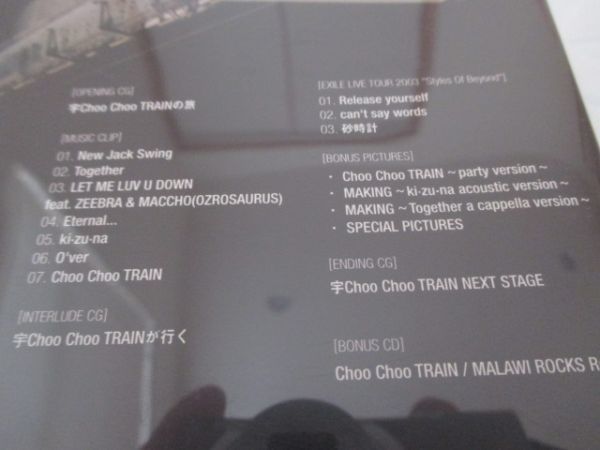 [OPENING CG]
宇Choo Choo TRAINの旅
[MUSIC CLIP]
01. New Jack Swing
02. Together
03. LET ME LUV U DOWN
feat. ZEEBRA & MACCHO(OZROSAURUS)
04. Eternal...
05. ki-zu-na
06. O'ver
07. Choo Choo TRAIN
[INTERLUDE CG]
宇Choo Choo TRAINが行く
[EXILE LIVE TOUR 2003 "Styles Of Beyond"]
01. Release yourself
02. can't say words
03. 砂時計
[BONUS PICTURES]
・ Choo Choo TRAIN ~ party version ~
・ MAKING ~ ki-zu-na acoustic version ~
・ MAKING ~ Together a cappella version ~
・ SPECIAL PICTURES
[ENDING CG]
宇Choo Choo TRAIN NEXT STAGE
[BONUS CD]
Choo Choo TRAIN / MALAWI ROCKS R